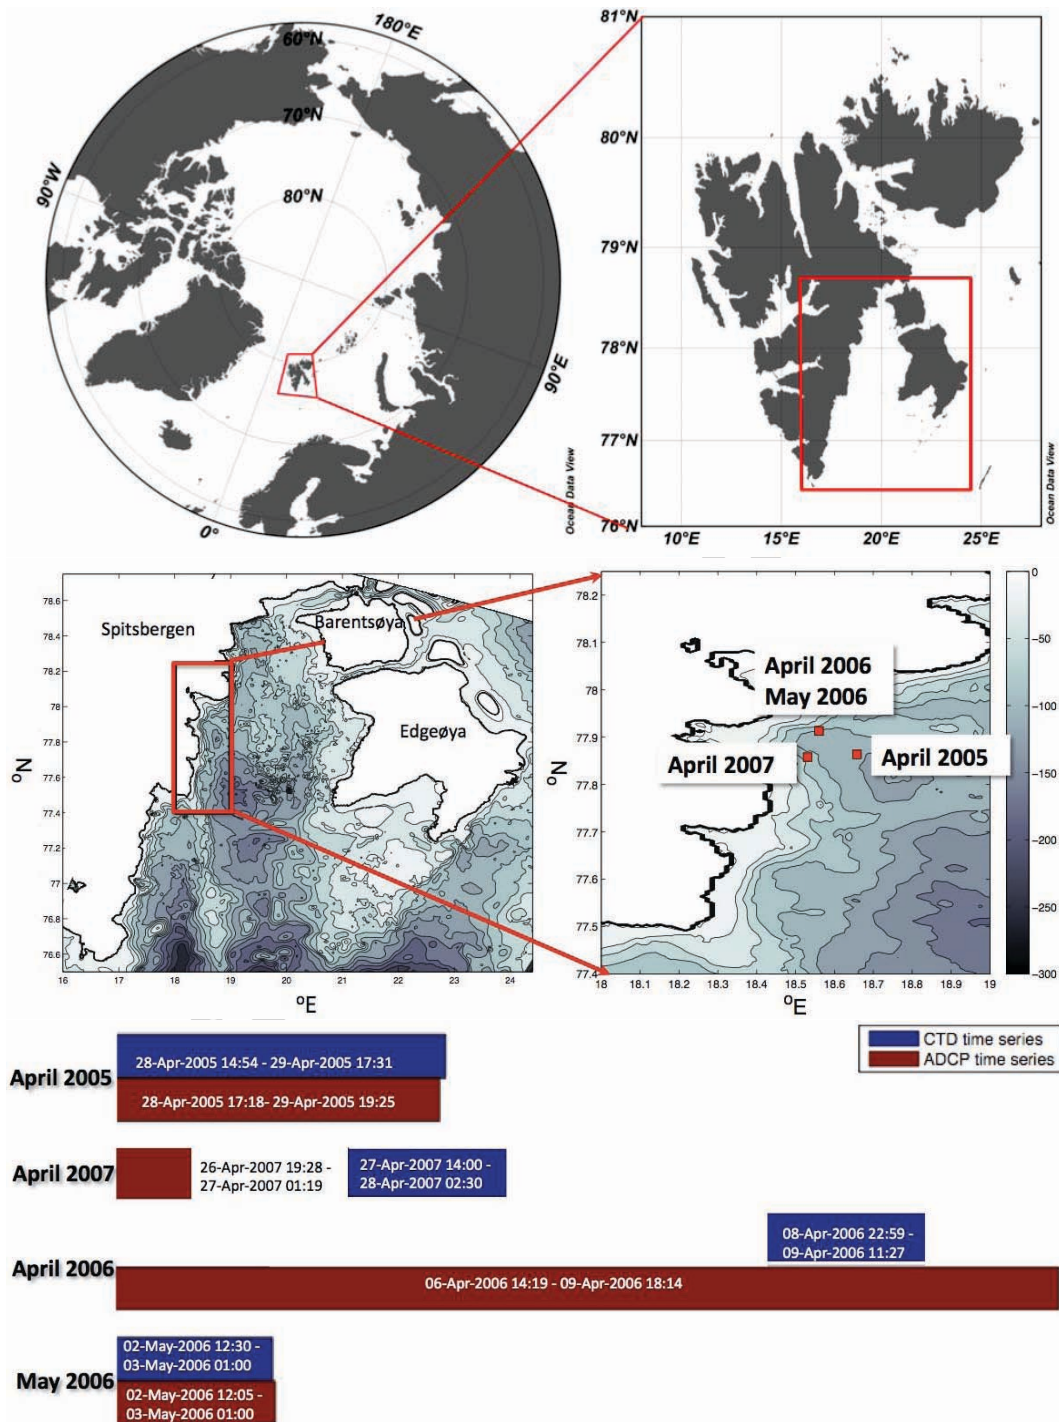 180°E
60°N
70°N
80°N
90°W
90°E
0°
Ocean Data View
81°N
80°N
79°N
78°N
77°N
76°N
10°E
15°E
20°E
25°E
Ocean Data View
78.6
78.4
78.2
78
77.8
77.6
77.4
77.2
77
76.8
76.6
16
17
18
19
20
21
22
23
24
°N
°E
Spitsbergen
Barentsøya
Edgeøya
78.2
78.1
78
77.9
77.8
77.7
77.6
77.5
77.4
18
18.1
18.2
18.3
18.4
18.5
18.6
18.7
18.8
18.9
19
°N
°E
April 2006
May 2006
April 2007
April 2005
0
−50
−100
−150
−200
−250
−300
CTD time series
ADCP time series
April 2005
28-Apr-2005 14:54 - 29-Apr-2005 17:31
28-Apr-2005 17:18- 29-Apr-2005 19:25
April 2007
26-Apr-2007 19:28 -
27-Apr-2007 01:19
27-Apr-2007 14:00 -
28-Apr-2007 02:30
April 2006
08-Apr-2006 22:59 -
09-Apr-2006 11:27
06-Apr-2006 14:19 - 09-Apr-2006 18:14
May 2006
02-May-2006 12:30 -
03-May-2006 01:00
02-May-2006 12:05 -
03-May-2006 01:00